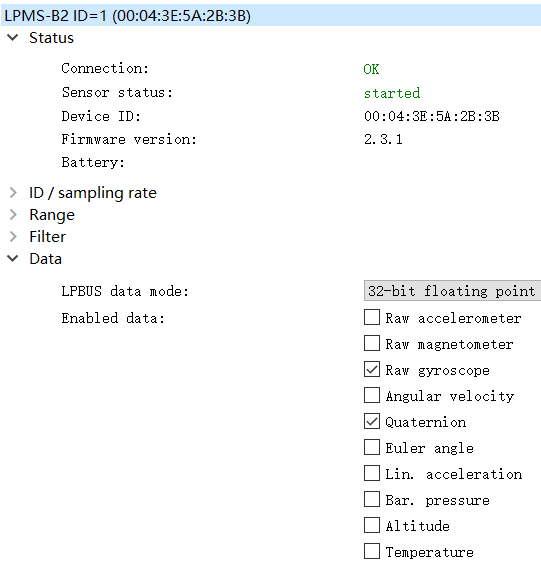 LPMS-B2 ID=1 (00:04:3E:5A:2B:3B)
Status
Connection: OK
Sensor status: started
Device ID: 00:04:3E:5A:2B:3B
Firmware version: 2.3.1
Battery:
ID / sampling rate
Range
Filter
Data
LPBUS data mode: 32-bit floating point
Enabled data: Raw accelerometer
Raw magnetometer
Raw gyroscope
Angular velocity
Quaternion
Euler angle
Lin. acceleration
Bar. pressure
Altitude
Temperature